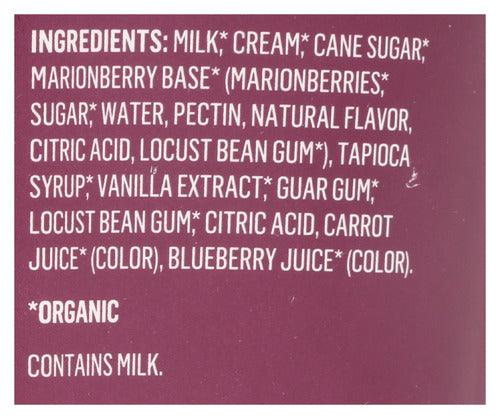 INGREDIENTS: MILK,* CREAM,* CANE SUGAR,*
MARIONBERRY BASE* (MARIONBERRIES,*
SUGAR,* WATER, PECTIN, NATURAL FLAVOR,
CITRIC ACID, LOCUST BEAN GUM*), TAPIOCA
SYRUP,* VANILLA EXTRACT,* GUAR GUM,*
LOCUST BEAN GUM,* CITRIC ACID, CARROT
JUICE* (COLOR), BLUEBERRY JUICE* (COLOR).
*ORGANIC
CONTAINS MILK.